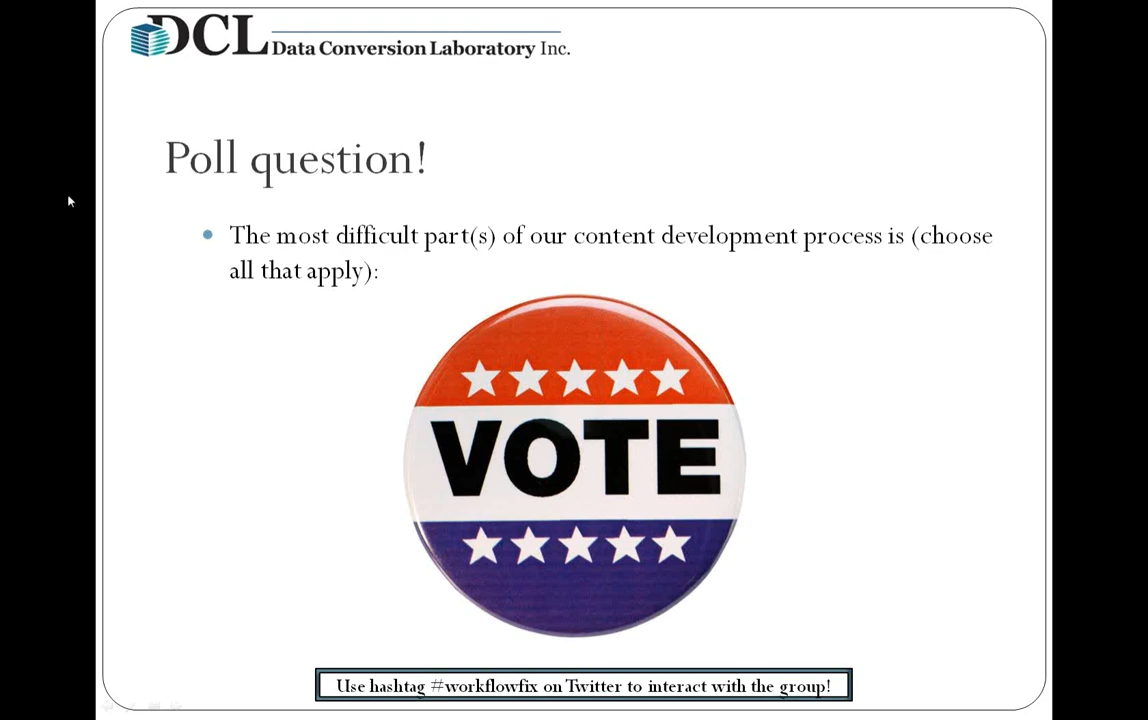 DCL
Data Conversion Laboratory Inc.
Poll question!
The most difficult part(s) of our content development process is (choose
all that apply):
VOTE
Use hashtag #workflowfix on Twitter to interact with the group!